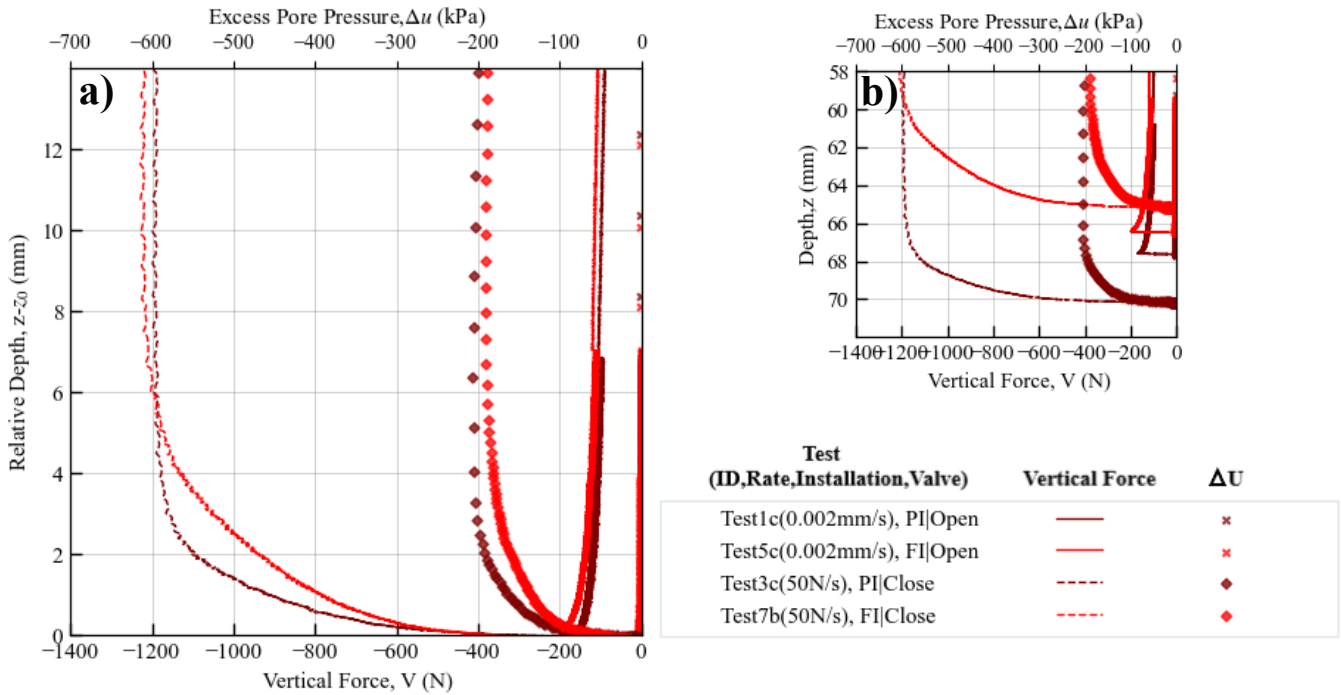 Excess Pore Pressure,Δu (kPa)
−700 −600 −500 −400 −300 −200 −100 0
a)
12
10
8
6
4
2
0
Relative Depth, z-z₀ (mm)
−1400 −1200 −1000 −800 −600 −400 −200 0
Vertical Force, V (N)
Excess Pore Pressure,Δu (kPa)
−700 −600 −500 −400 −300 −200 −100 0
b)
58
60
62
64
66
68
70
Depth,z (mm)
−1400 −1200 −1000 −800 −600 −400 −200 0
Vertical Force, V (N)
Test
(ID,Rate,Installation,Valve) Vertical Force ΔU
Test1c(0.002mm/s), PI|Open
Test5c(0.002mm/s), FI|Open
Test3c(50N/s), PI|Close
Test7b(50N/s), FI|Close